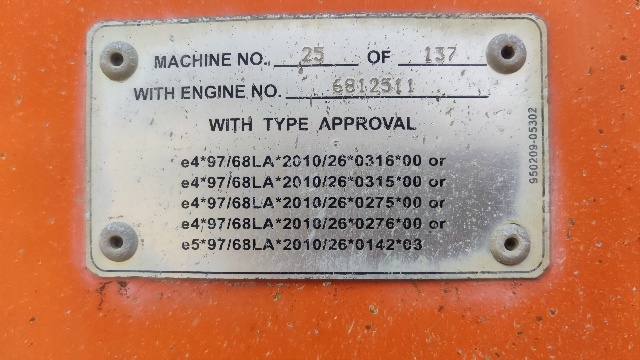 MACHINE NO. 25 OF 137
WITH ENGINE NO. 6812511
WITH TYPE APPROVAL
e4*97/68LA*2010/26*0316*00 or
e4*97/68LA*2010/26*0315*00 or
e4*97/68LA*2010/26*0275*00 or
e4*97/68LA*2010/26*0276*00 or
e5*97/68LA*2010/26*0142*03
950209-05302